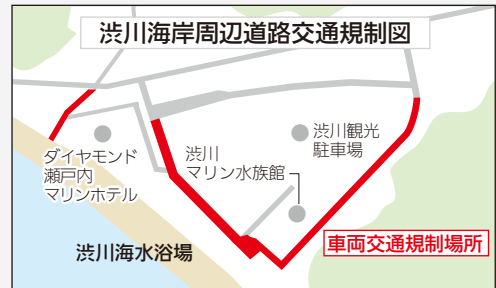 渋川海岸周辺道路交通規制図
ダイヤモンド
瀬戸内
マリンホテル
渋川
マリン水族館
渋川観光
駐車場
渋川海水浴場
車両交通規制場所